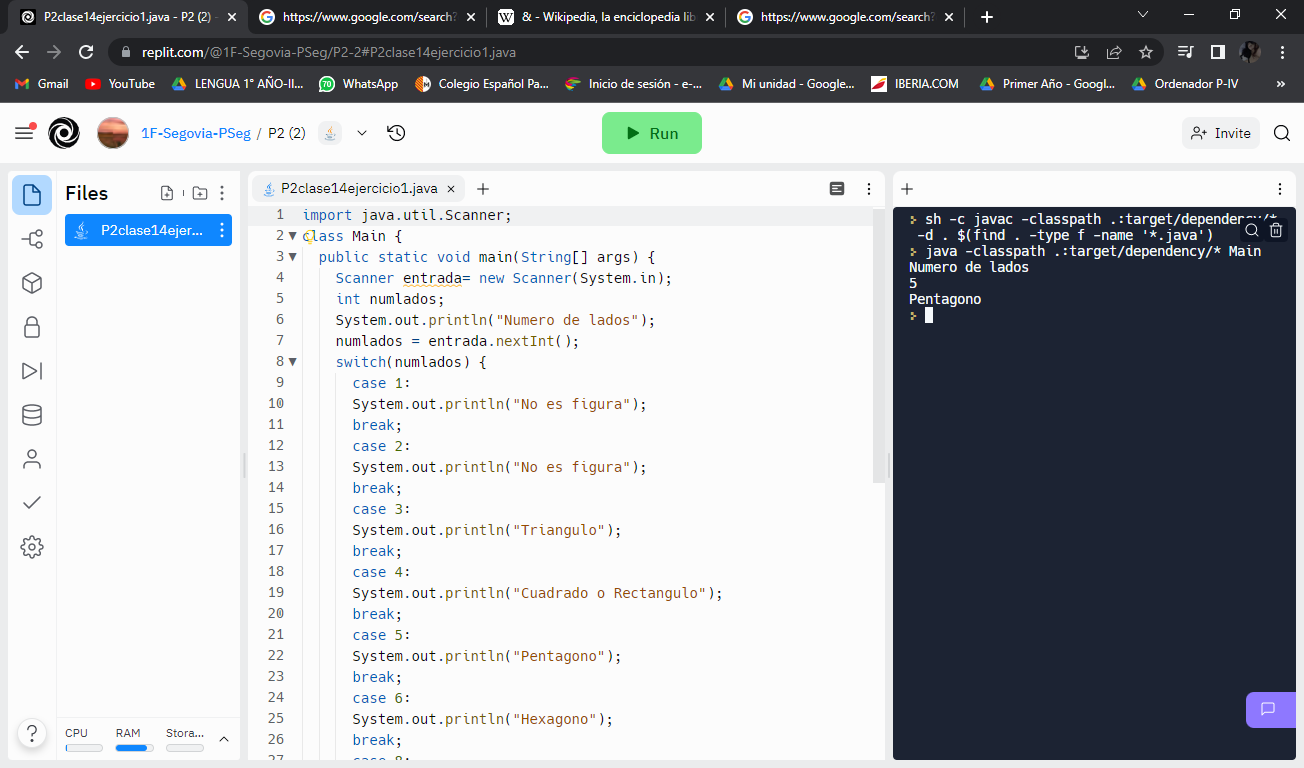 P2clase14ejercicio1.java - P2 (2) -
https://www.google.com/search?
& - Wikipedia, la enciclopedia lib
https://www.google.com/search?
replit.com/@1F-Segovia-PSeg/P2-2#P2clase14ejercicio1.java
Gmail
YouTube
LENGUA 1° AÑO-II...
70
WhatsApp
Colegio Español Pa...
Inicio de sesión - e-...
Mi unidad - Google...
IBERIA.COM
Primer Año - Googl...
Ordenador P-IV
»
1F-Segovia-PSeg / P2 (2)
Run
Invite
Files
P2clase14ejer...
CPU
RAM
Stora...
?
P2clase14ejercicio1.java
1 import java.util.Scanner;
2 class Main {
3 public static void main(String[] args) {
4 Scanner entrada= new Scanner(System.in);
5 int numlados;
6 System.out.println("Numero de lados");
7 numlados = entrada.nextInt();
8 switch(numlados) {
9 case 1:
10 System.out.println("No es figura");
11 break;
12 case 2:
13 System.out.println("No es figura");
14 break;
15 case 3:
16 System.out.println("Triangulo");
17 break;
18 case 4:
19 System.out.println("Cuadrado o Rectangulo");
20 break;
21 case 5:
22 System.out.println("Pentagono");
23 break;
24 case 6:
25 System.out.println("Hexagono");
26 break;
27
sh -c javac -classpath .:target/dependency/*
-d . $(find . -type f -name '*.java')
java -classpath .:target/dependency/* Main
Numero de lados
5
Pentagono